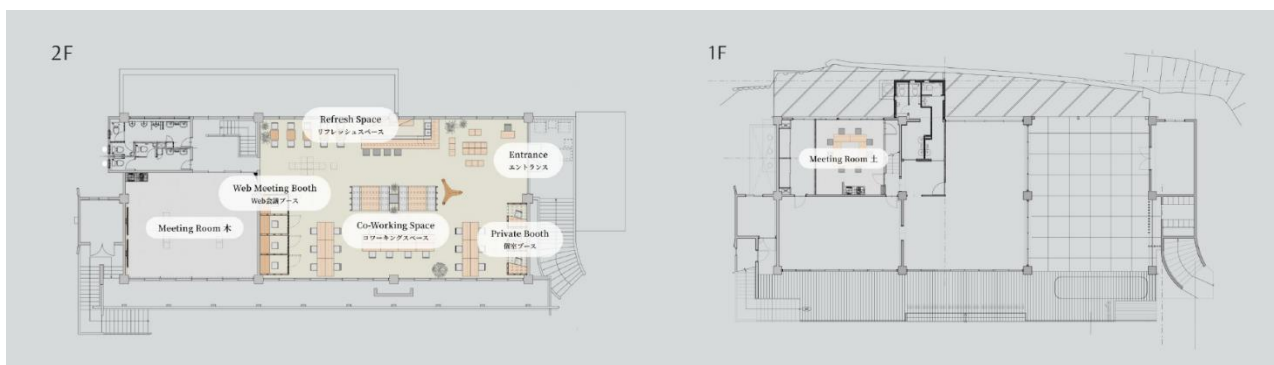 2F
Refresh Space
リフレッシュスペース
Entrance
エントランス
Web Meeting Booth
Web会議ブース
Meeting Room 木
Co-Working Space
コワーキングスペース
Private Booth
個室ブース
1F
Meeting Room 土